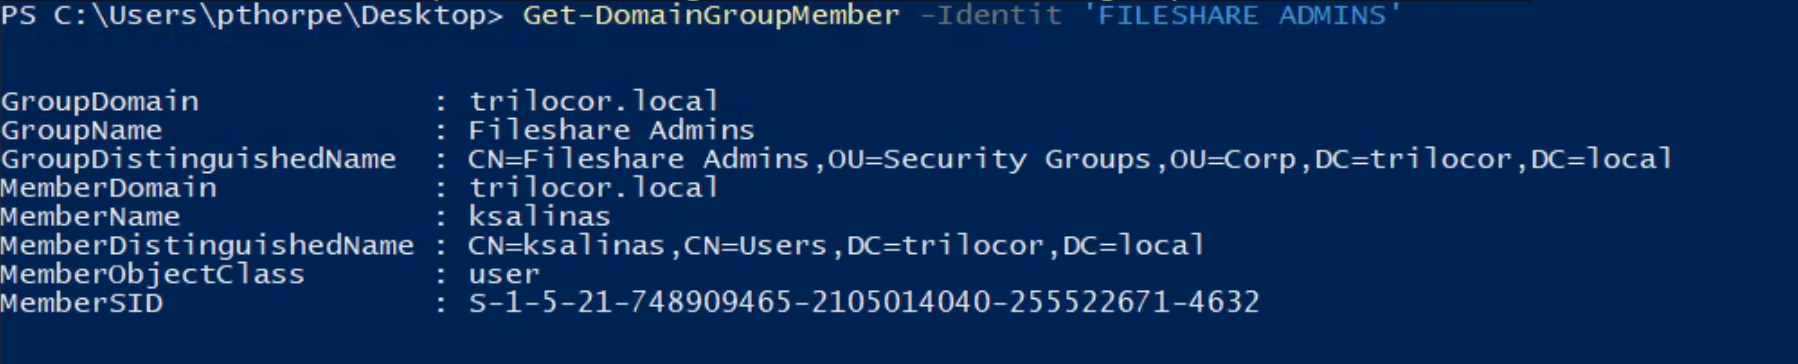 PS C:\Users\pthorpe\Desktop> Get-DomainGroupMember -Identit 'FILESHARE ADMINS'
GroupDomain : trilocor.local
GroupName : Fileshare Admins
GroupDistinguishedName : CN=Fileshare Admins,OU=Security Groups,OU=Corp,DC=trilocor,DC=local
MemberDomain : trilocor.local
MemberName : ksalinas
MemberDistinguishedName : CN=ksalinas,CN=Users,DC=trilocor,DC=local
MemberObjectClass : user
MemberSID : S-1-5-21-748909465-2105014040-255522671-4632